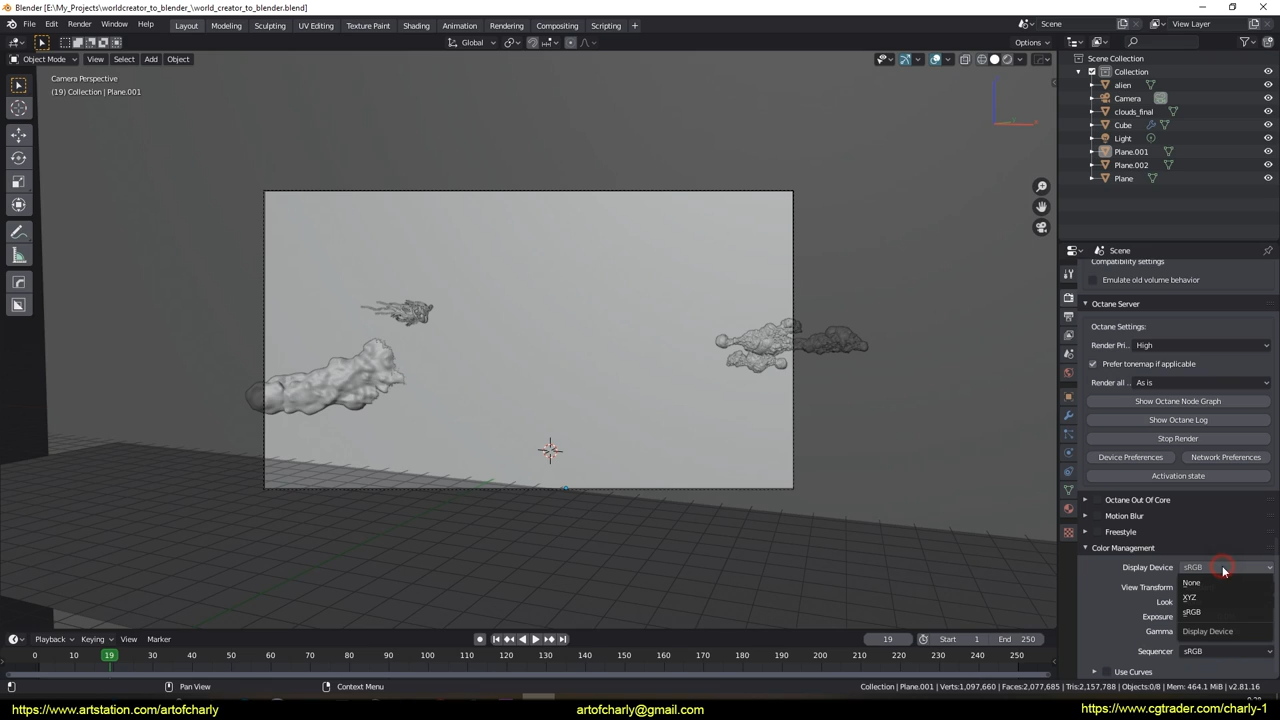 Blender [E:\My_Projects\worldcreator_to_blender_\_world_creator_to_blender.blend]
File Edit Render Window Help Layout Modeling Sculpting UV Editing Texture Paint Shading Animation Rendering Compositing Scripting + Scene View Layer
Global Options
Object Mode View Select Add Object
Camera Perspective
(19) Collection | Plane.001
Scene Collection
Collection
alien
Camera
clouds_final
Cube
Light
Plane.001
Plane.002
Plane
Scene
Compatibility settings
Emulate old volume behavior
Octane Server
Octane Settings:
Render Pri.. High
Prefer tonemap if applicable
Render all .. As is
Show Octane Node Graph
Show Octane Log
Stop Render
Device Preferences Network Preferences
Activation state
Octane Out Of Core
Motion Blur
Freestyle
Color Management
Display Device sRGB
None
View Transform
XYZ
Look
sRGB
Exposure
Gamma
Display Device
Sequencer sRGB
Use Curves
Playback Keying View Marker 19 Start 1 End 250
0 10 19 30 40 50 60 70 80 90 100 110 120 130 140 150 160 170 180 190 200 210 220 230 240 250
Pan View Context Menu Collection | Plane.001 | Verts:1,097,660 | Faces:2,077,685 | Tris:2,157,788 | Objects:0/8 | Mem: 464.1 MiB | v2.81.16
https://www.artstation.com/artofcharly artofcharly@gmail.com https://www.cgtrader.com/charly-1